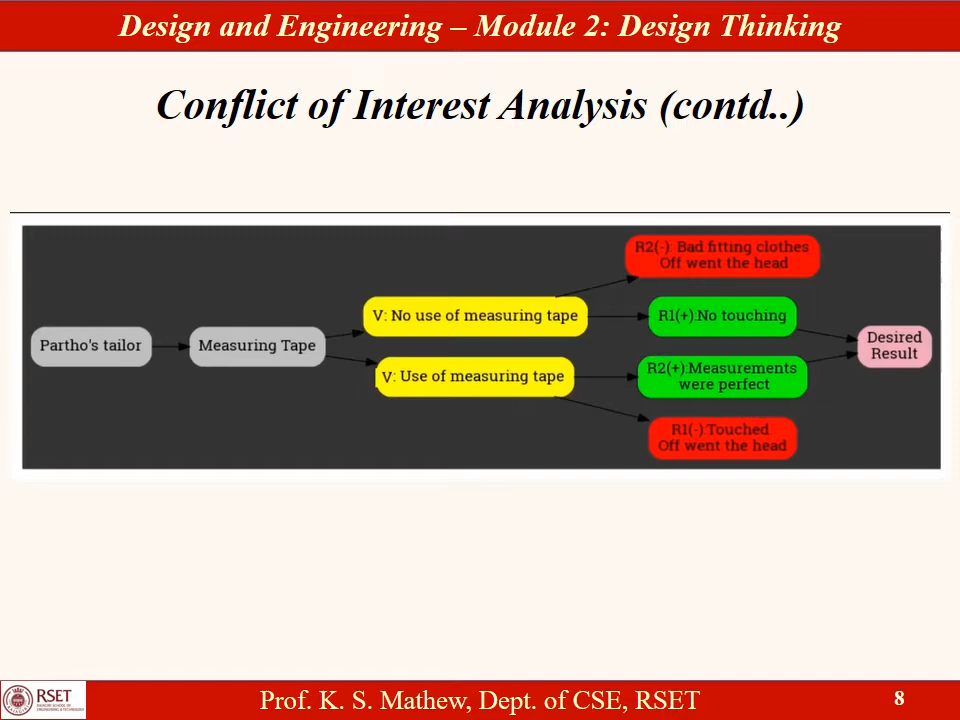 Design and Engineering – Module 2: Design Thinking
Conflict of Interest Analysis (contd..)
Partho's tailor
Measuring Tape
V: No use of measuring tape
V: Use of measuring tape
R2(-): Bad fitting clothes
Off went the head
R1(+):No touching
R2(+):Measurements
were perfect
R1(-):Touched
Off went the head
Desired
Result
RSET
Prof. K. S. Mathew, Dept. of CSE, RSET
8